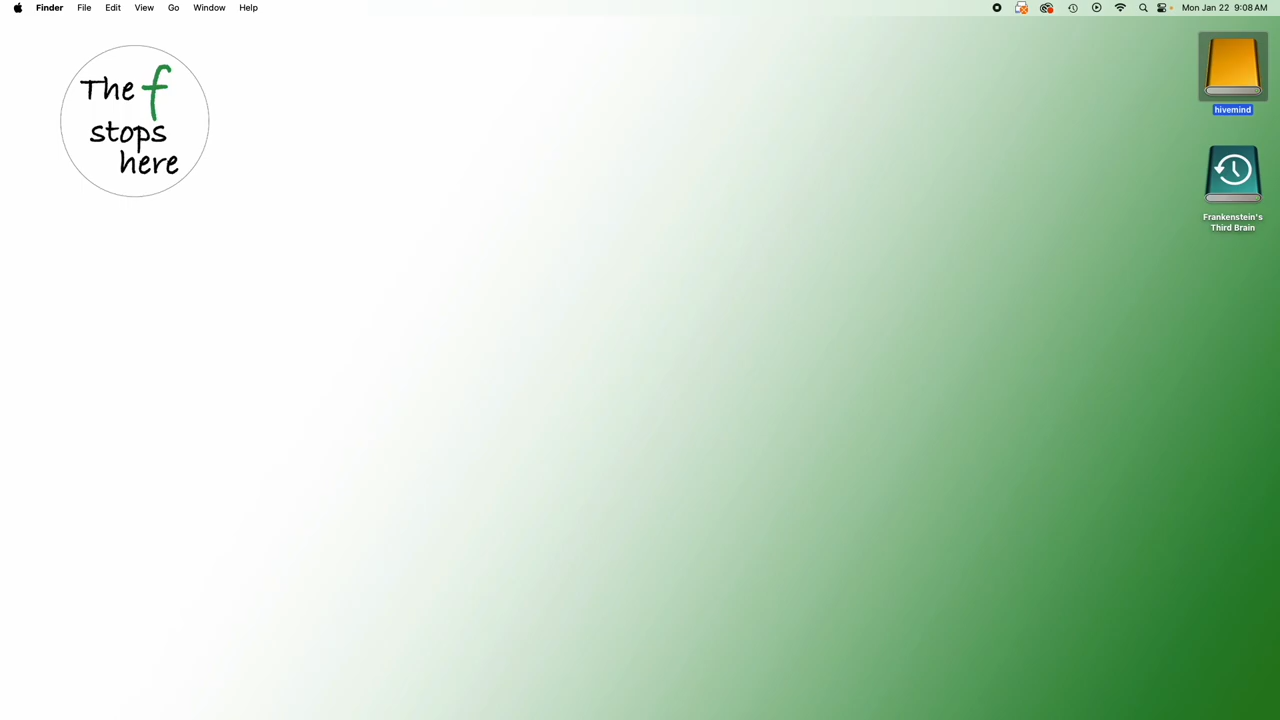 Finder File Edit View Go Window Help Mon Jan 22 9:08 AM
The f
stops
here
hivemind
Frankenstein's
Third Brain